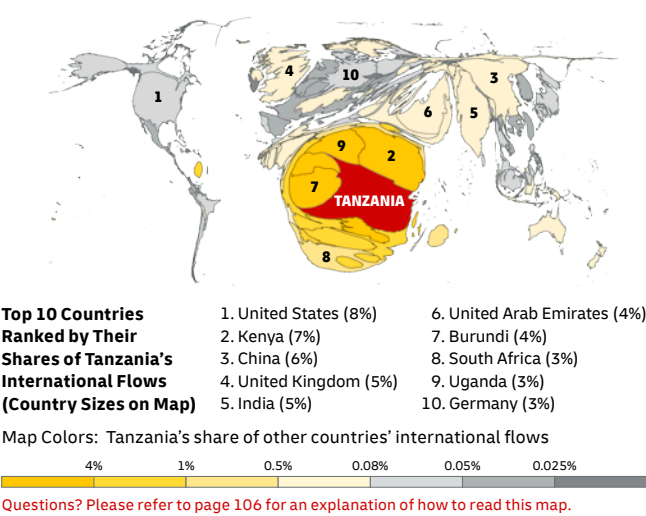 4
10
1
3
6
5
9
2
7
TANZANIA
8
Top 10 Countries
Ranked by Their
Shares of Tanzania's
International Flows
(Country Sizes on Map)
1. United States (8%)
2. Kenya (7%)
3. China (6%)
4. United Kingdom (5%)
5. India (5%)
6. United Arab Emirates (4%)
7. Burundi (4%)
8. South Africa (3%)
9. Uganda (3%)
10. Germany (3%)
Map Colors: Tanzania's share of other countries' international flows
4% 1% 0.5% 0.08% 0.05% 0.025%
Questions? Please refer to page 106 for an explanation of how to read this map.